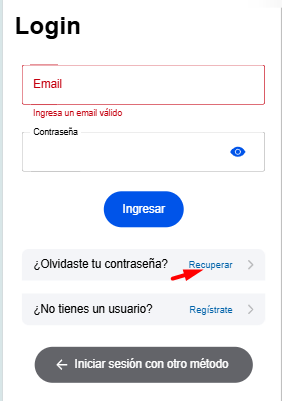 Login
Email
Ingresa un email válido
Contraseña
Ingresar
¿Olvidaste tu contraseña? Recuperar
¿No tienes un usuario? Regístrate
Iniciar sesión con otro método